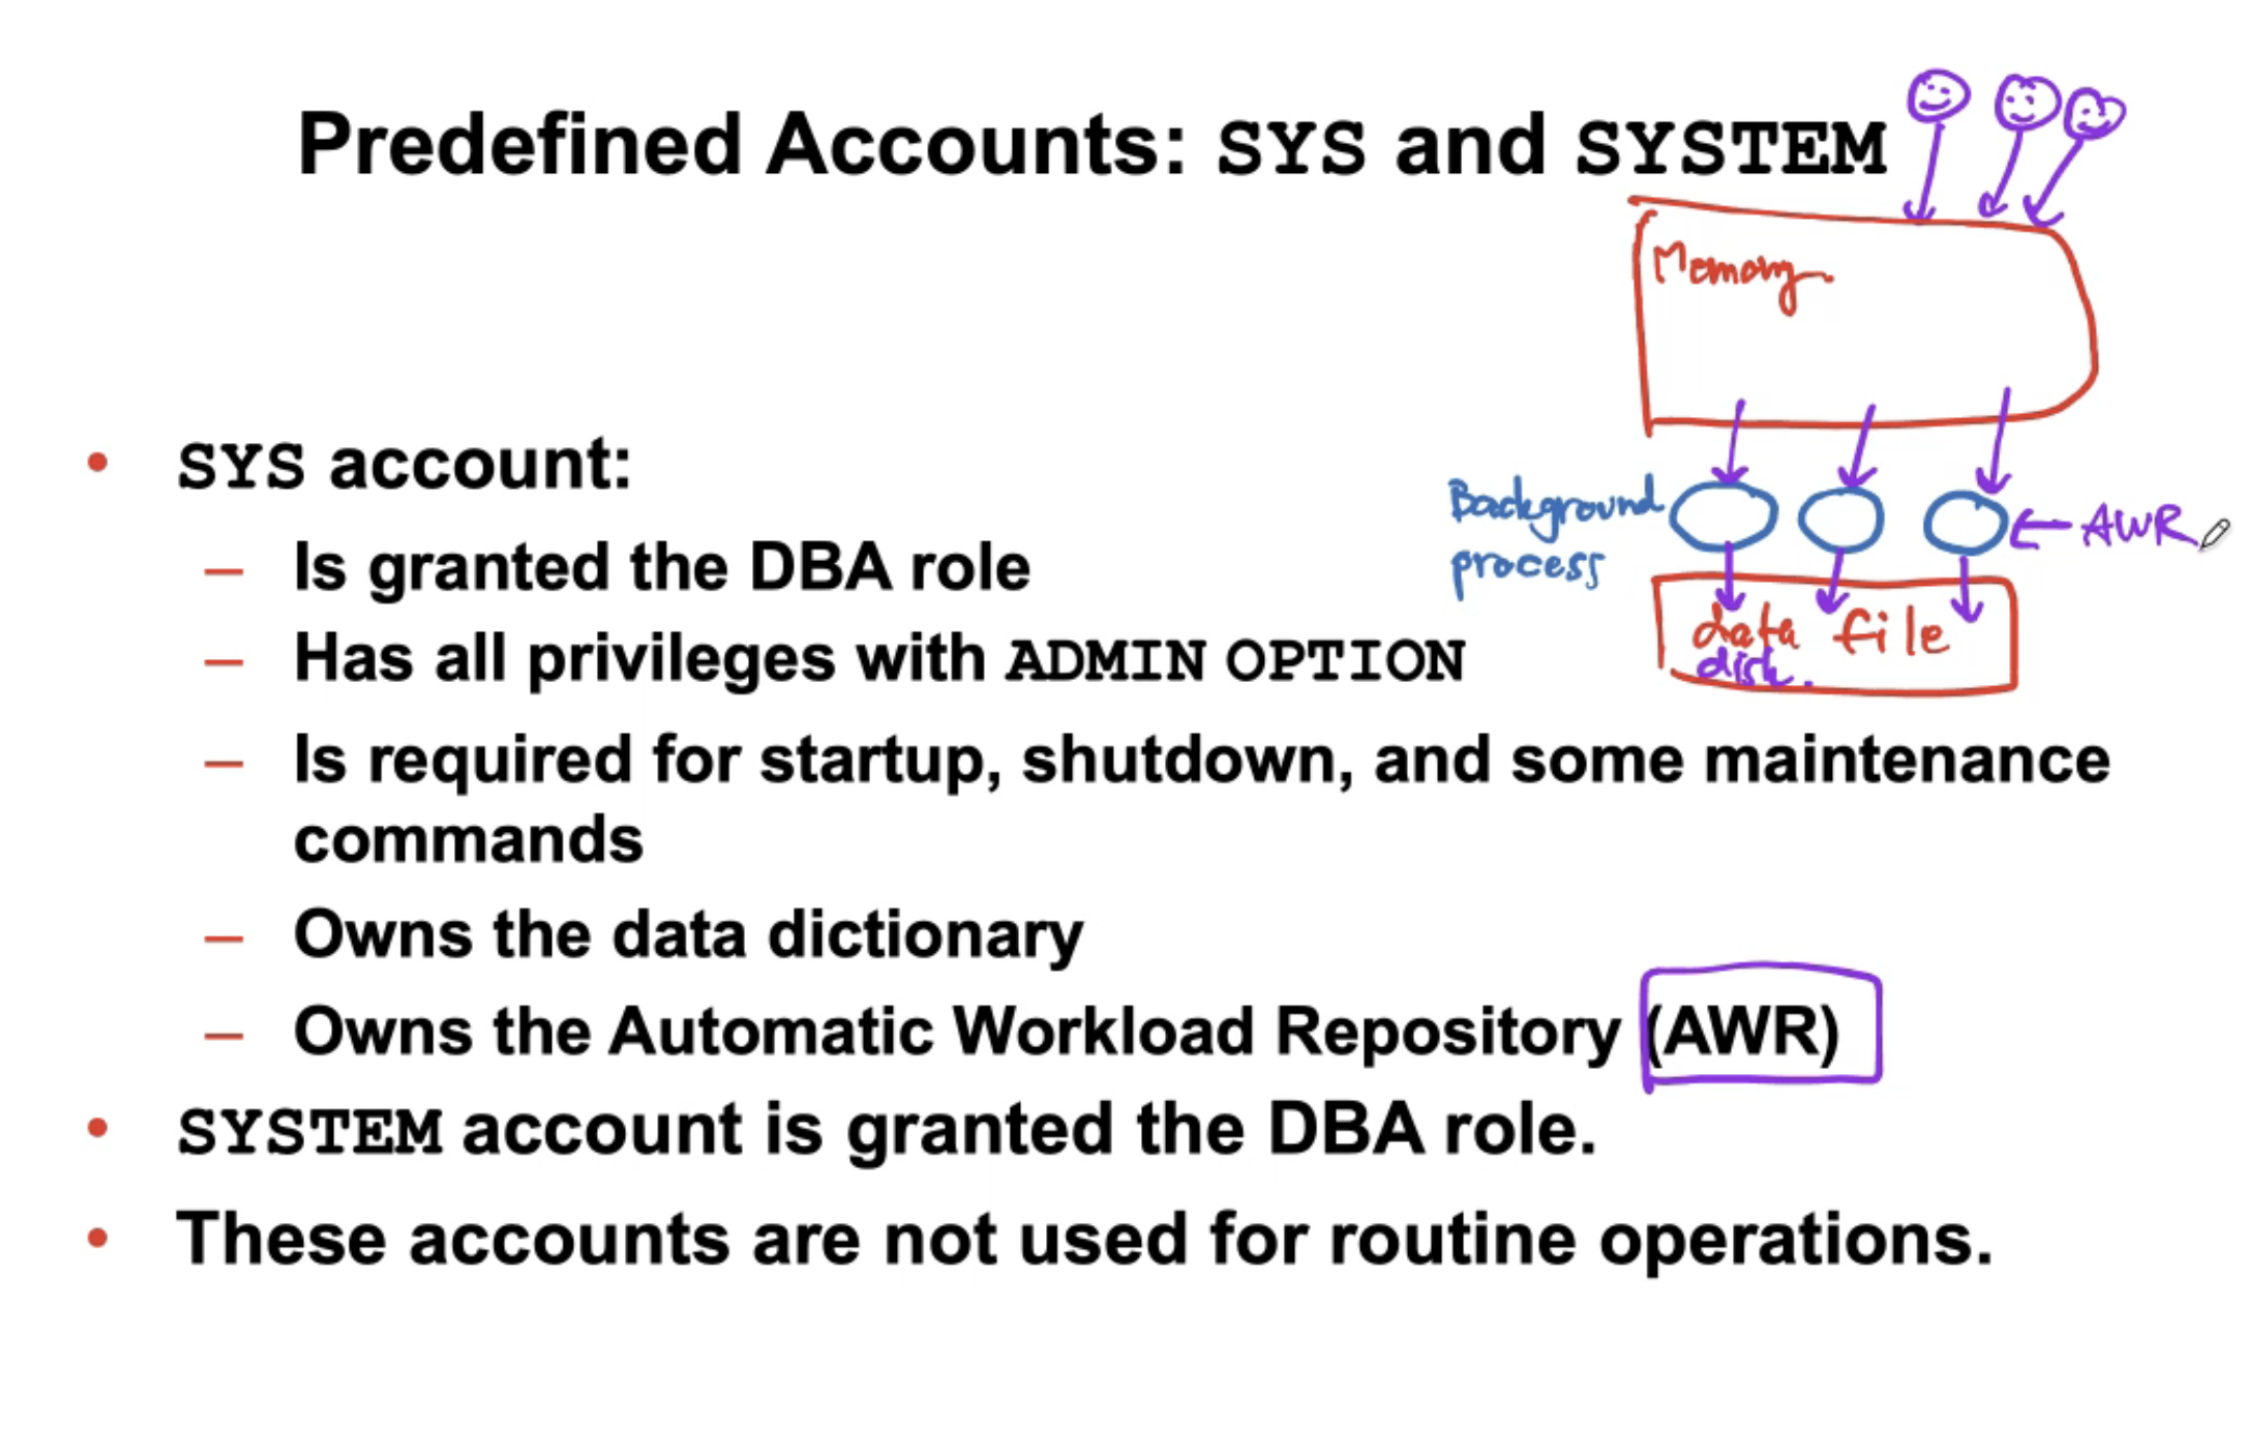 Predefined Accounts: SYS and SYSTEM
Memory
• SYS account:
Background
process
← AWR
– Is granted the DBA role
data file
disk.
– Has all privileges with ADMIN OPTION
– Is required for startup, shutdown, and some maintenance
commands
– Owns the data dictionary
– Owns the Automatic Workload Repository (AWR)
• SYSTEM account is granted the DBA role.
• These accounts are not used for routine operations.